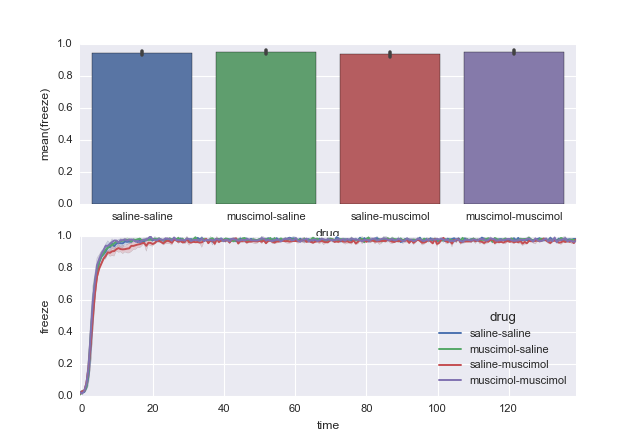 1.0
0.8
0.6
0.4
0.2
0.0
mean(freeze)
saline-saline muscimol-saline saline-muscimol muscimol-muscimol
drug
1.0
0.8
0.6
0.4
0.2
0.0
freeze
drug
saline-saline
muscimol-saline
saline-muscimol
muscimol-muscimol
0 20 40 60 80 100 120
time